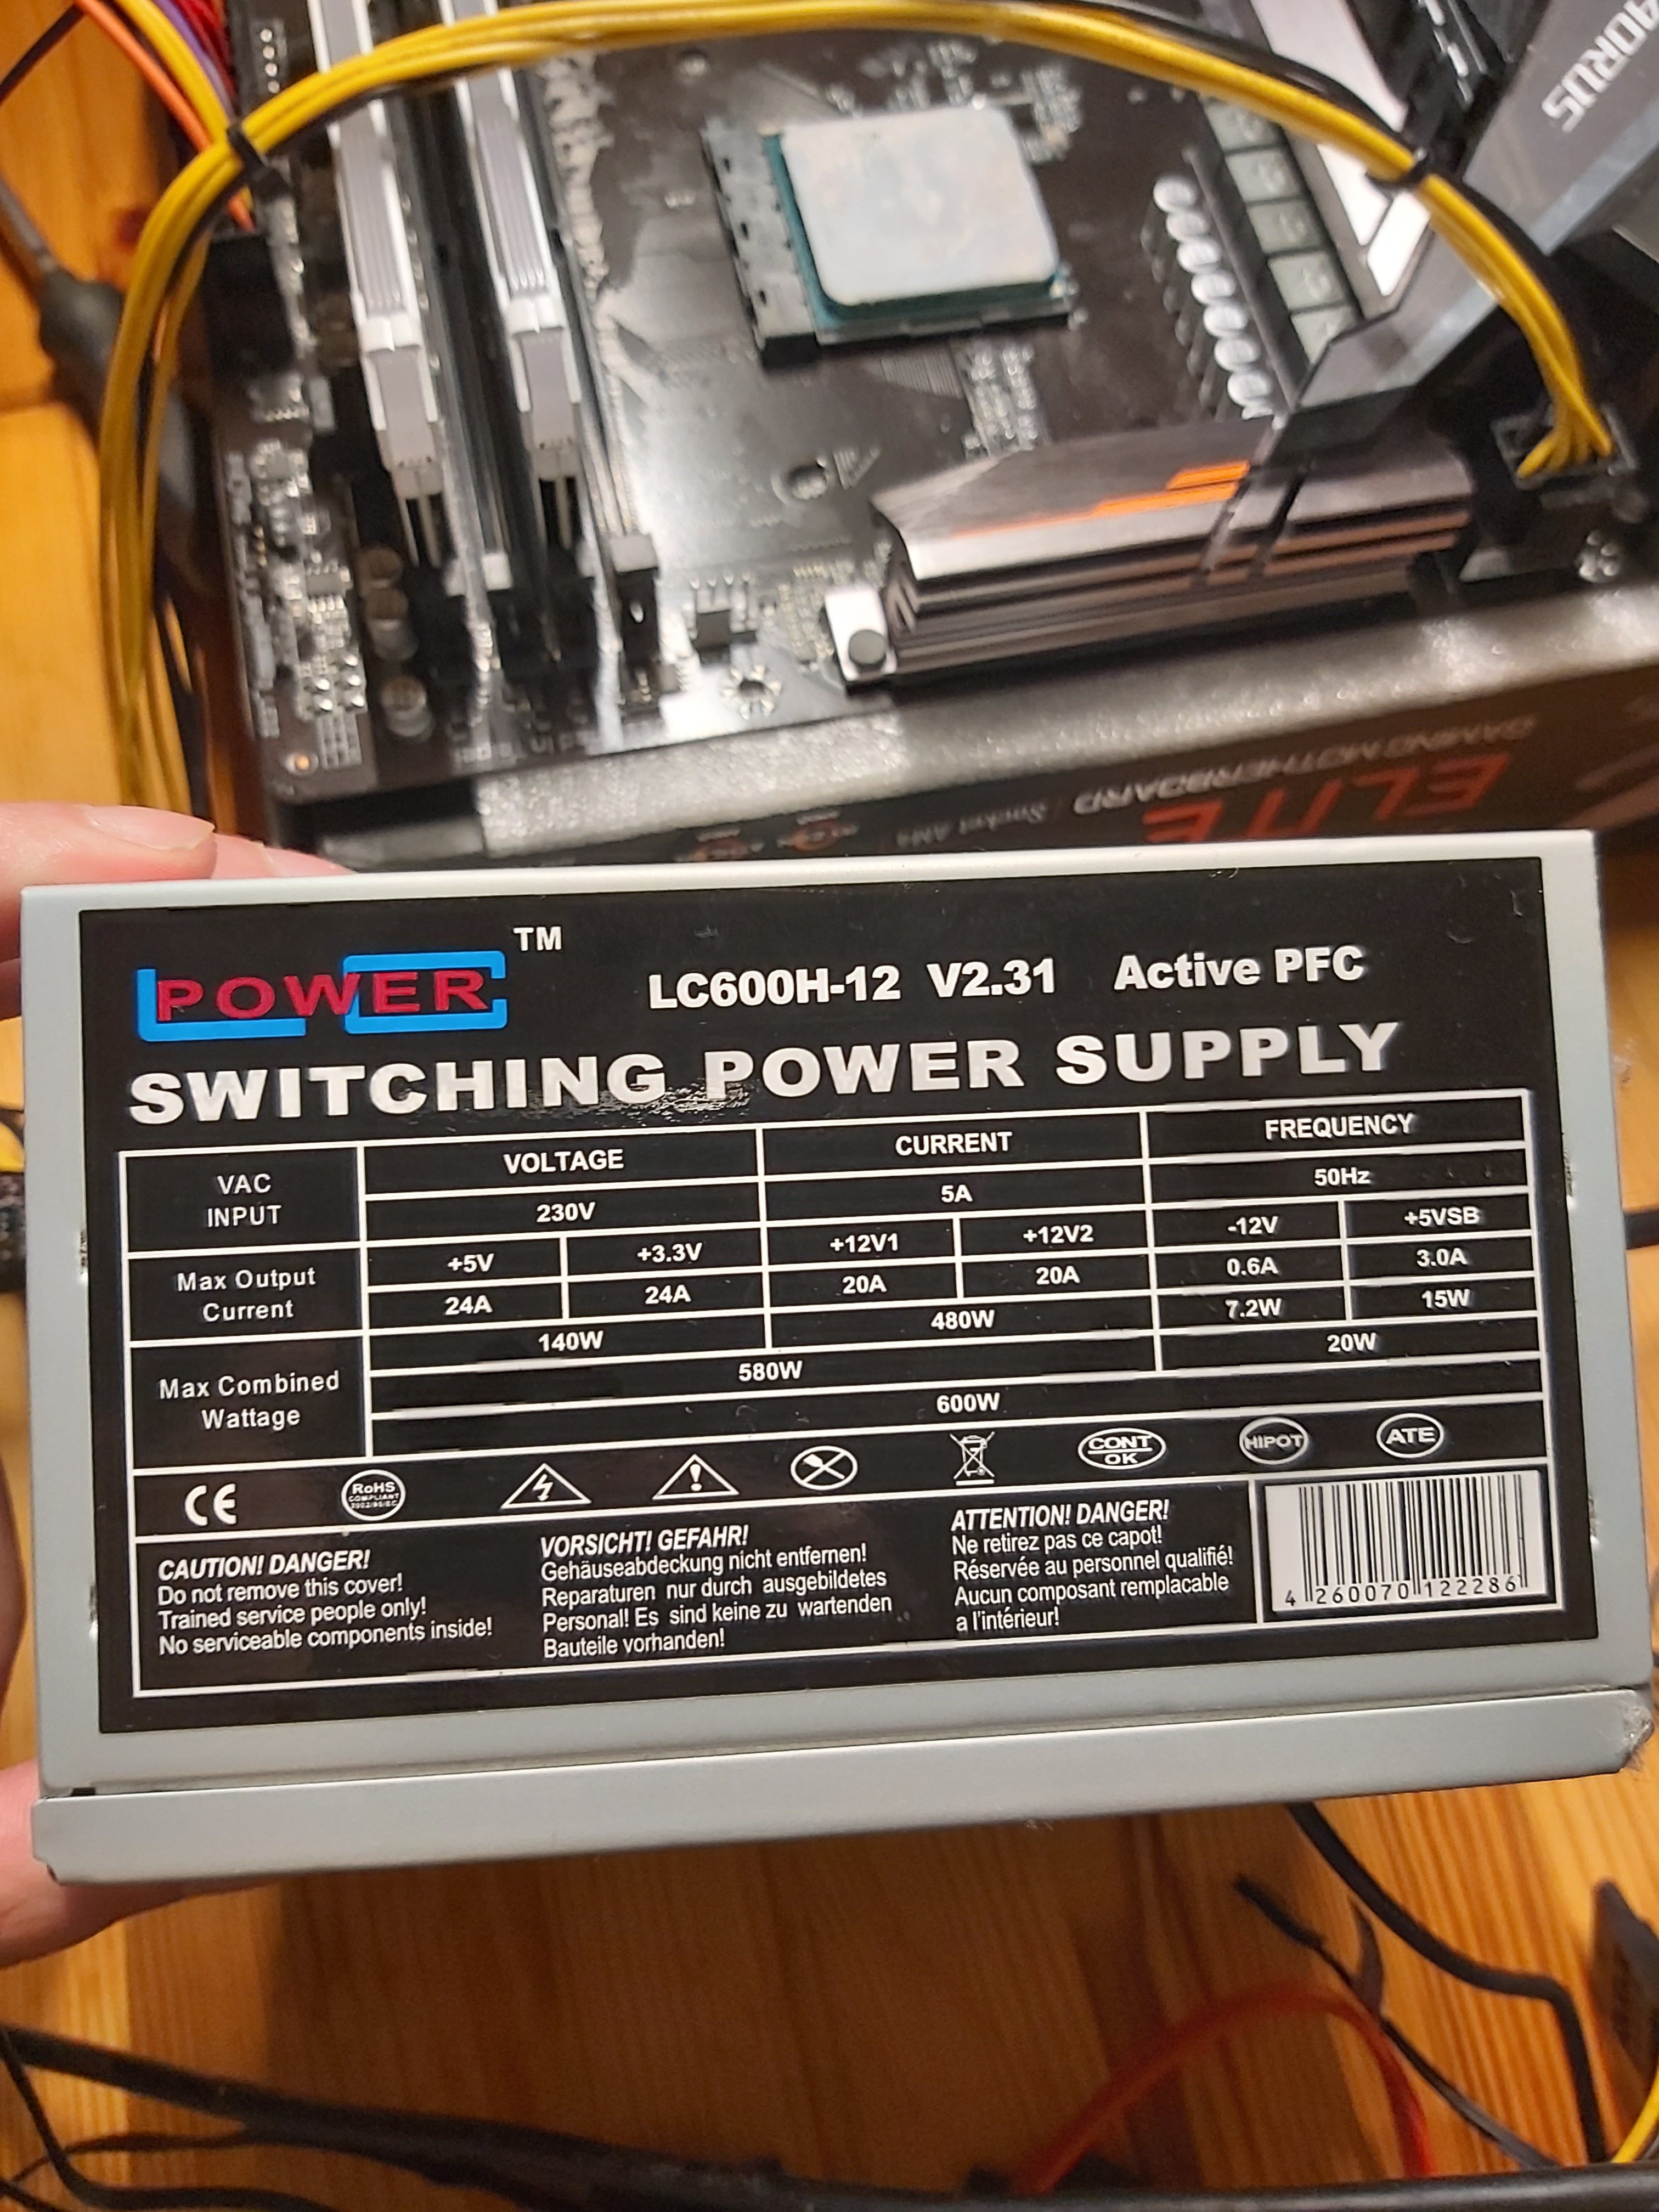 AORUS
GAMING MOTHERBOARD
Socket AM4
ELITE
POWER TM
LC600H-12 V2.31 Active PFC
SWITCHING POWER SUPPLY
VAC INPUT VOLTAGE CURRENT FREQUENCY
230V 5A 50Hz
Max Output Current +5V +3.3V +12V1 +12V2 -12V +5VSB
24A 24A 20A 20A 0.6A 3.0A
Max Combined Wattage 140W 480W 7.2W 15W
580W 20W
600W
CE RoHS COMPLIANT 2002/95/EC CONT OK HIPOT ATE
CAUTION! DANGER!
Do not remove this cover!
Trained service people only!
No serviceable components inside!
VORSICHT! GEFAHR!
Gehäuseabdeckung nicht entfernen!
Reparaturen nur durch ausgebildetes
Personal! Es sind keine zu wartenden
Bauteile vorhanden!
ATTENTION! DANGER!
Ne retirez pas ce capot!
Réservée au personnel qualifié!
Aucun composant remplacable
a l'intérieur!
4 260070 122286